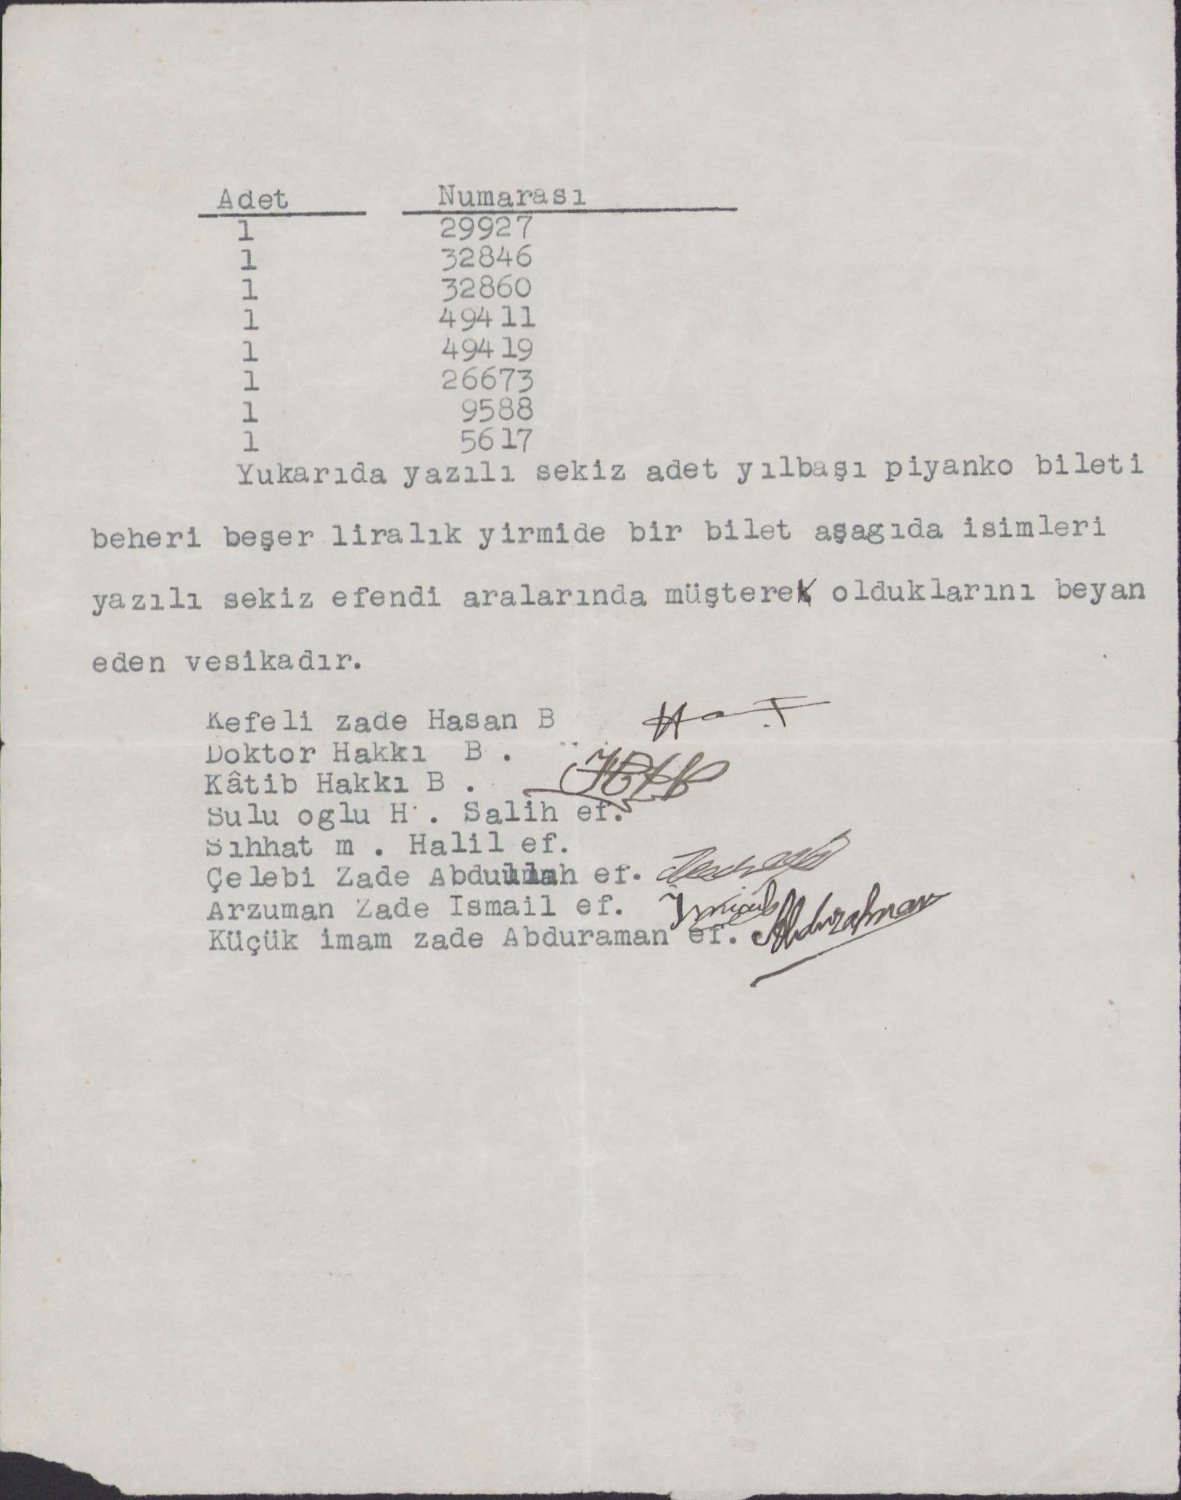 Adet Numarası
1 29927
1 32846
1 32860
1 49411
1 49419
1 26673
1 9588
1 5617
Yukarıda yazılı sekiz adet yılbaşı piyanko bileti
beheri beşer liralık yirmide bir bilet aşagıda isimleri
yazılı sekiz efendi aralarında müşterek olduklarını beyan
eden vesikadır.
Kefeli zade Hasan B
Doktor Hakkı B .
Kâtib Hakkı B .
Sulu oglu H . Salih ef.
Sıhhat m . Halil ef.
Çelebi Zade Abdullah ef.
Arzuman Zade Ismail ef.
Küçük imam zade Abduraman ef. Abdurahman